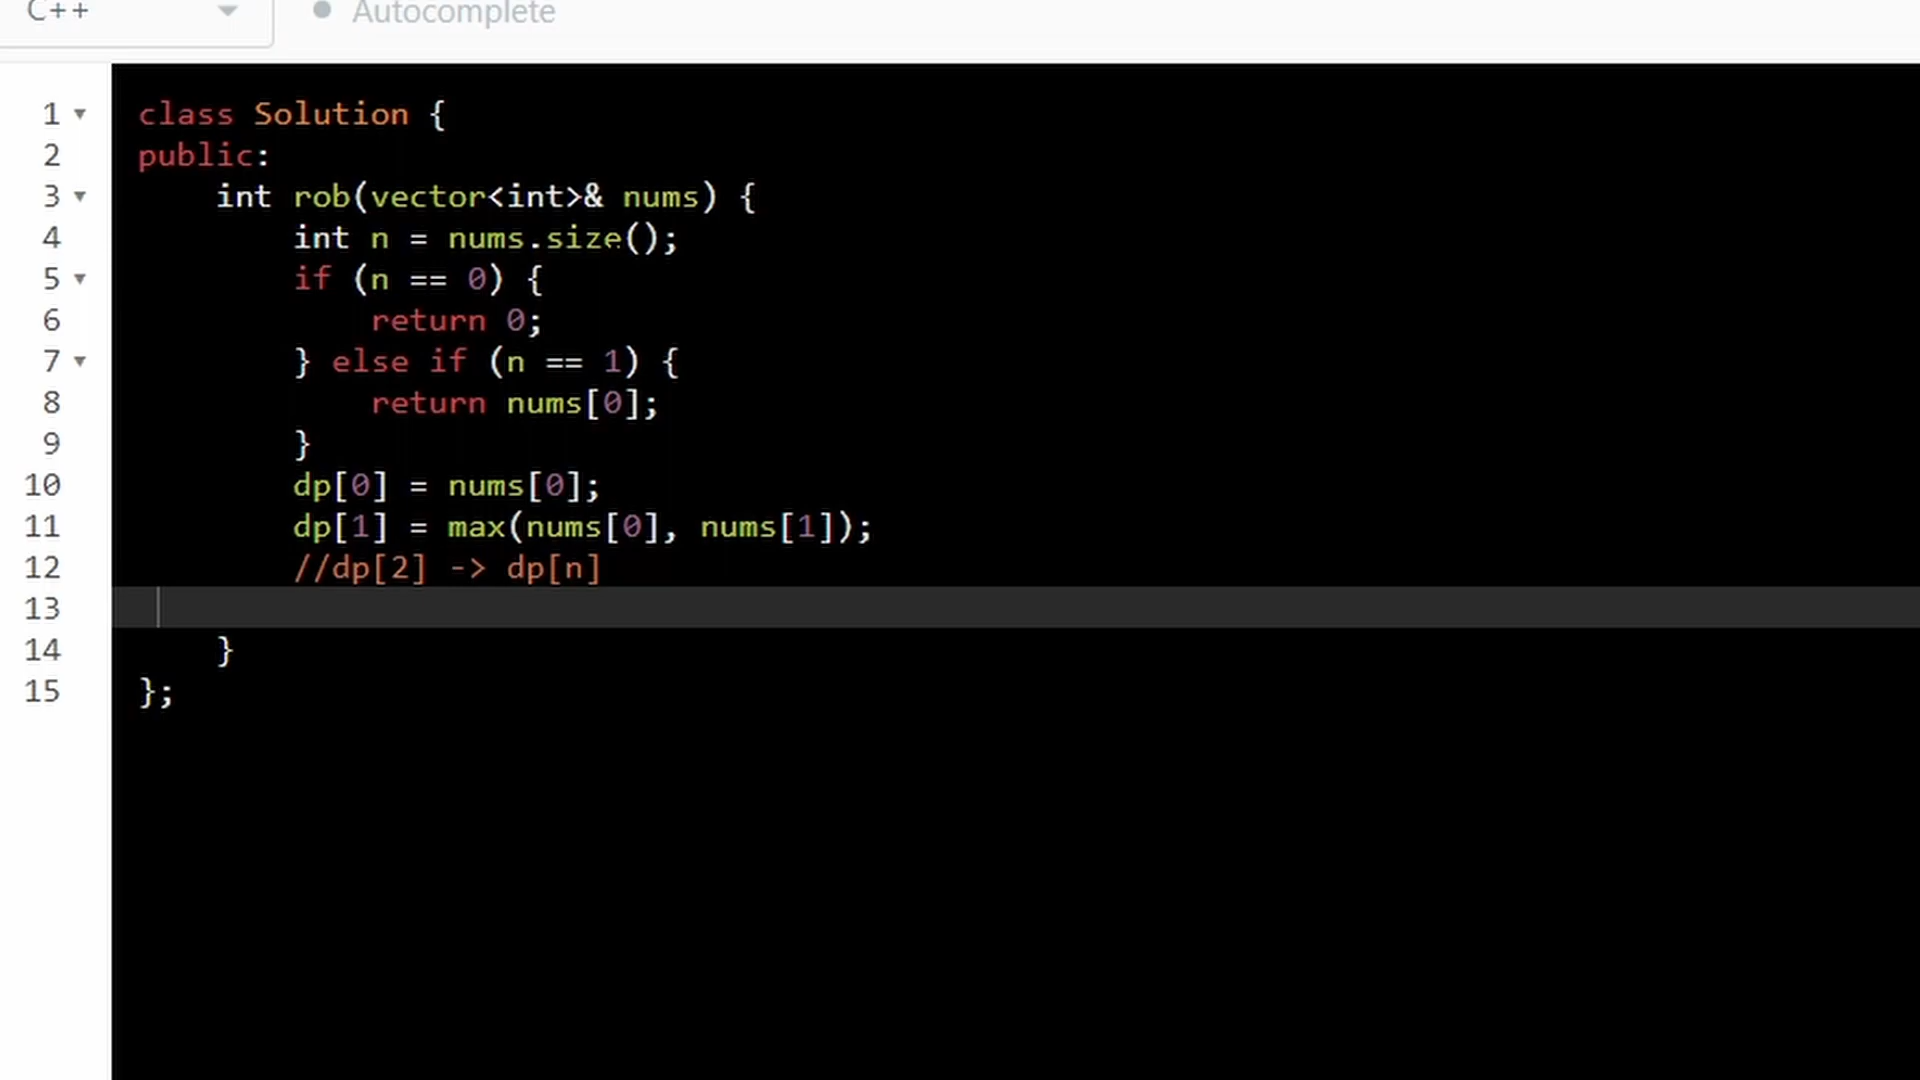 C++ Autocomplete
1 class Solution {
2 public:
3 int rob(vector<int>& nums) {
4 int n = nums.size();
5 if (n == 0) {
6 return 0;
7 } else if (n == 1) {
8 return nums[0];
9 }
10 dp[0] = nums[0];
11 dp[1] = max(nums[0], nums[1]);
12 //dp[2] -> dp[n]
13
14 }
15 };